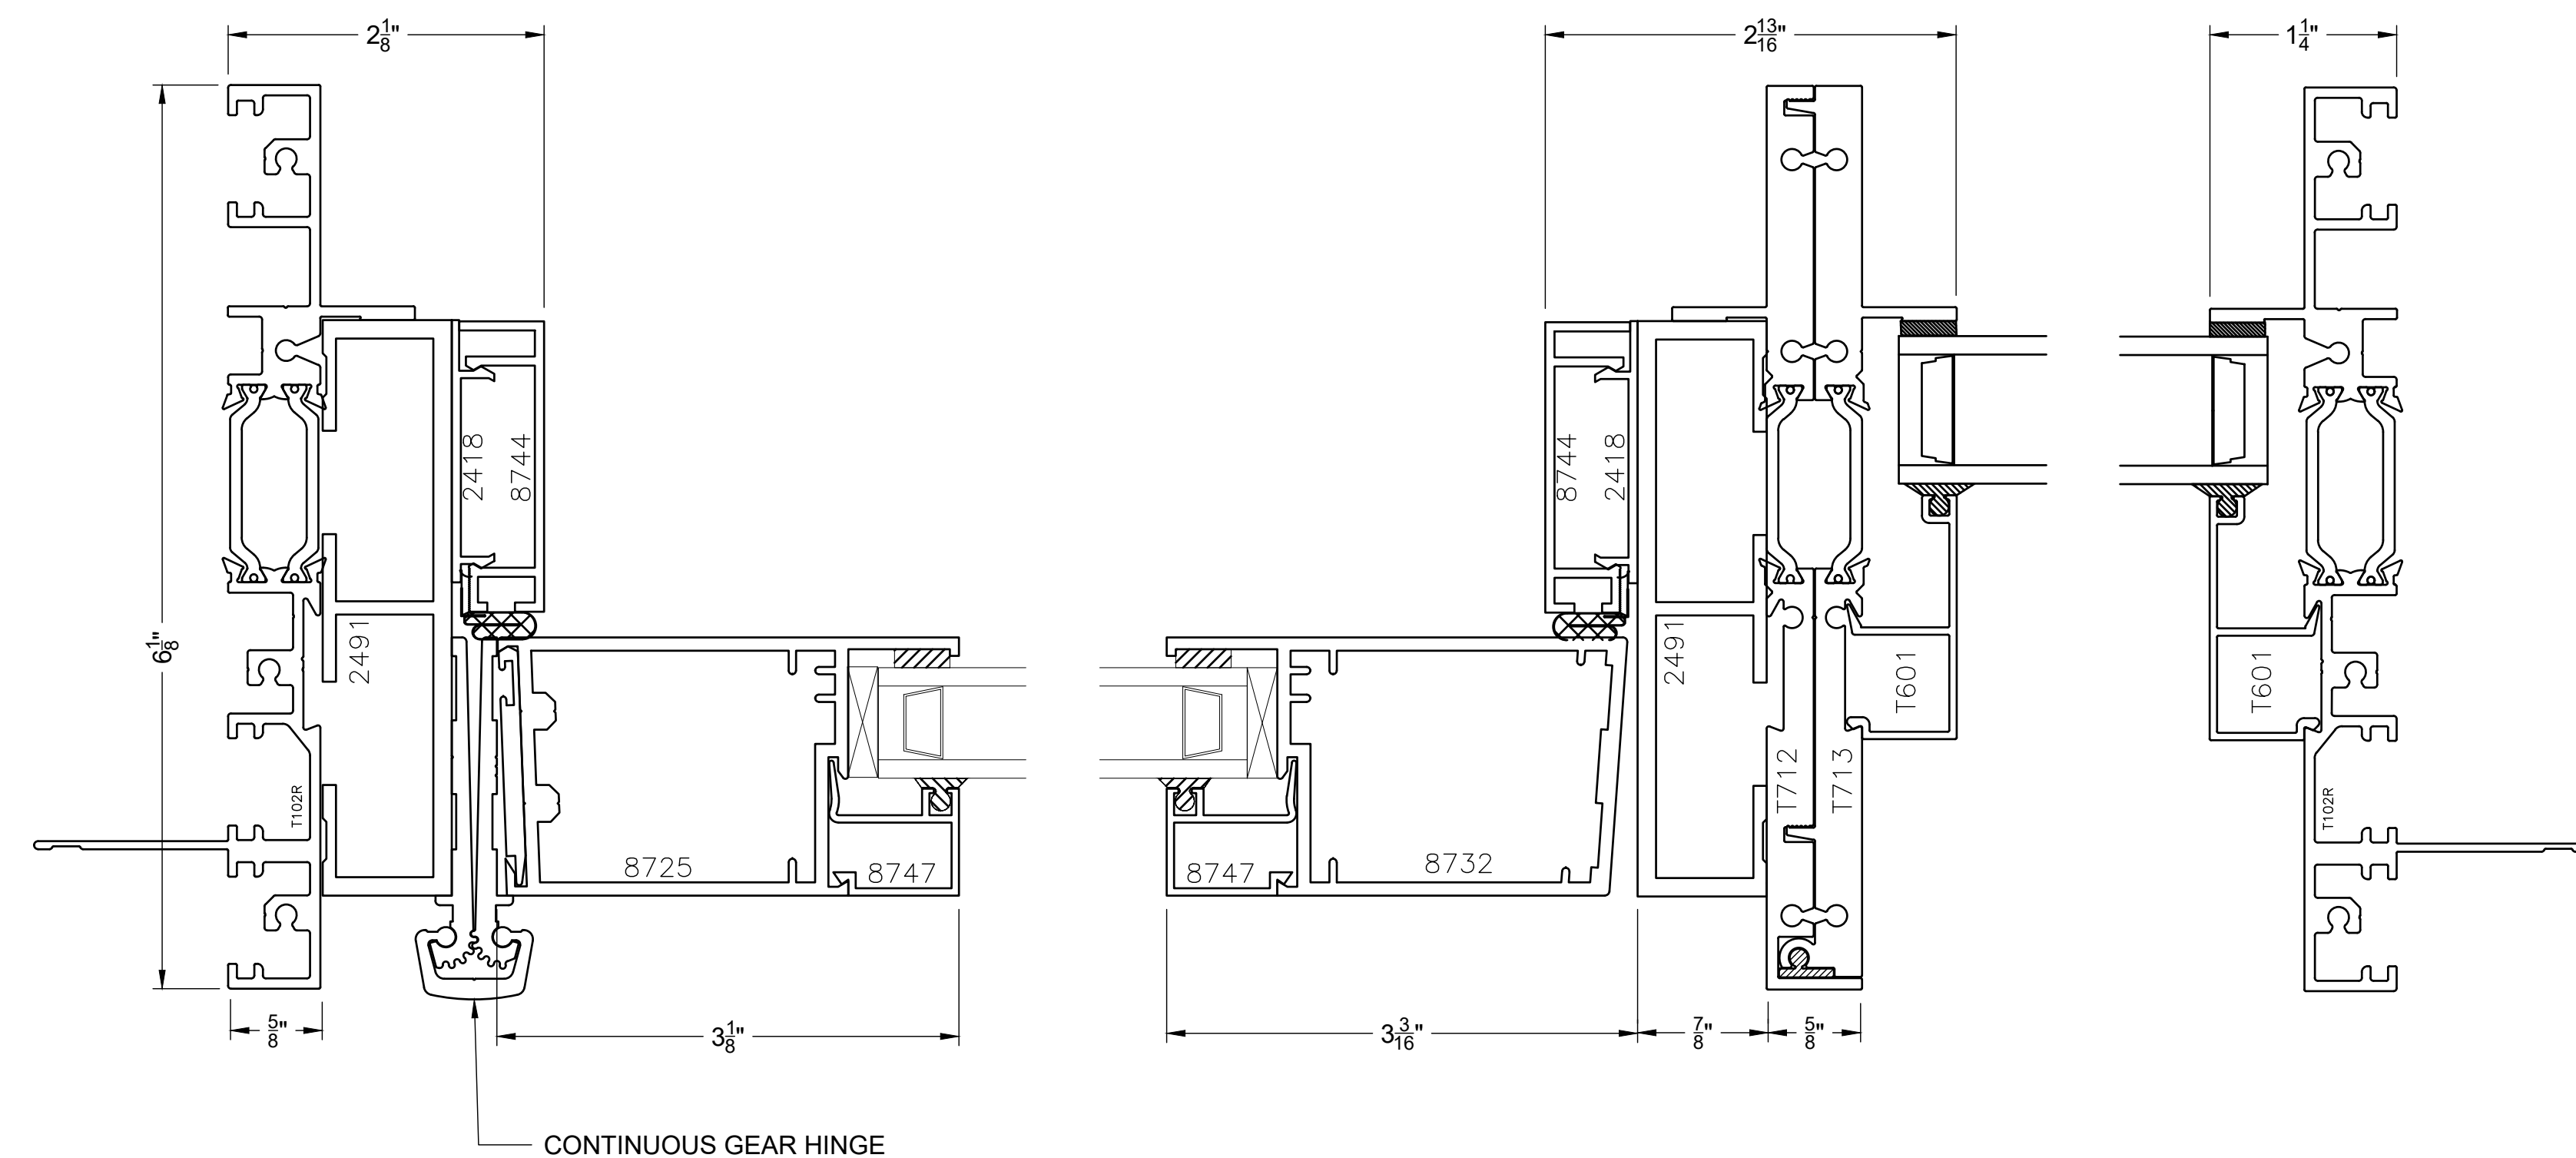 2 1/8"
2 13/16"
1 1/4"
6 1/8"
2418
8744
8744
2418
2491
2491
T601
T601
T712
T713
T102R
T102R
8725
8747
8747
8732
5/8"
3 1/8"
3 3/16"
7/8"
5/8"
CONTINUOUS GEAR HINGE